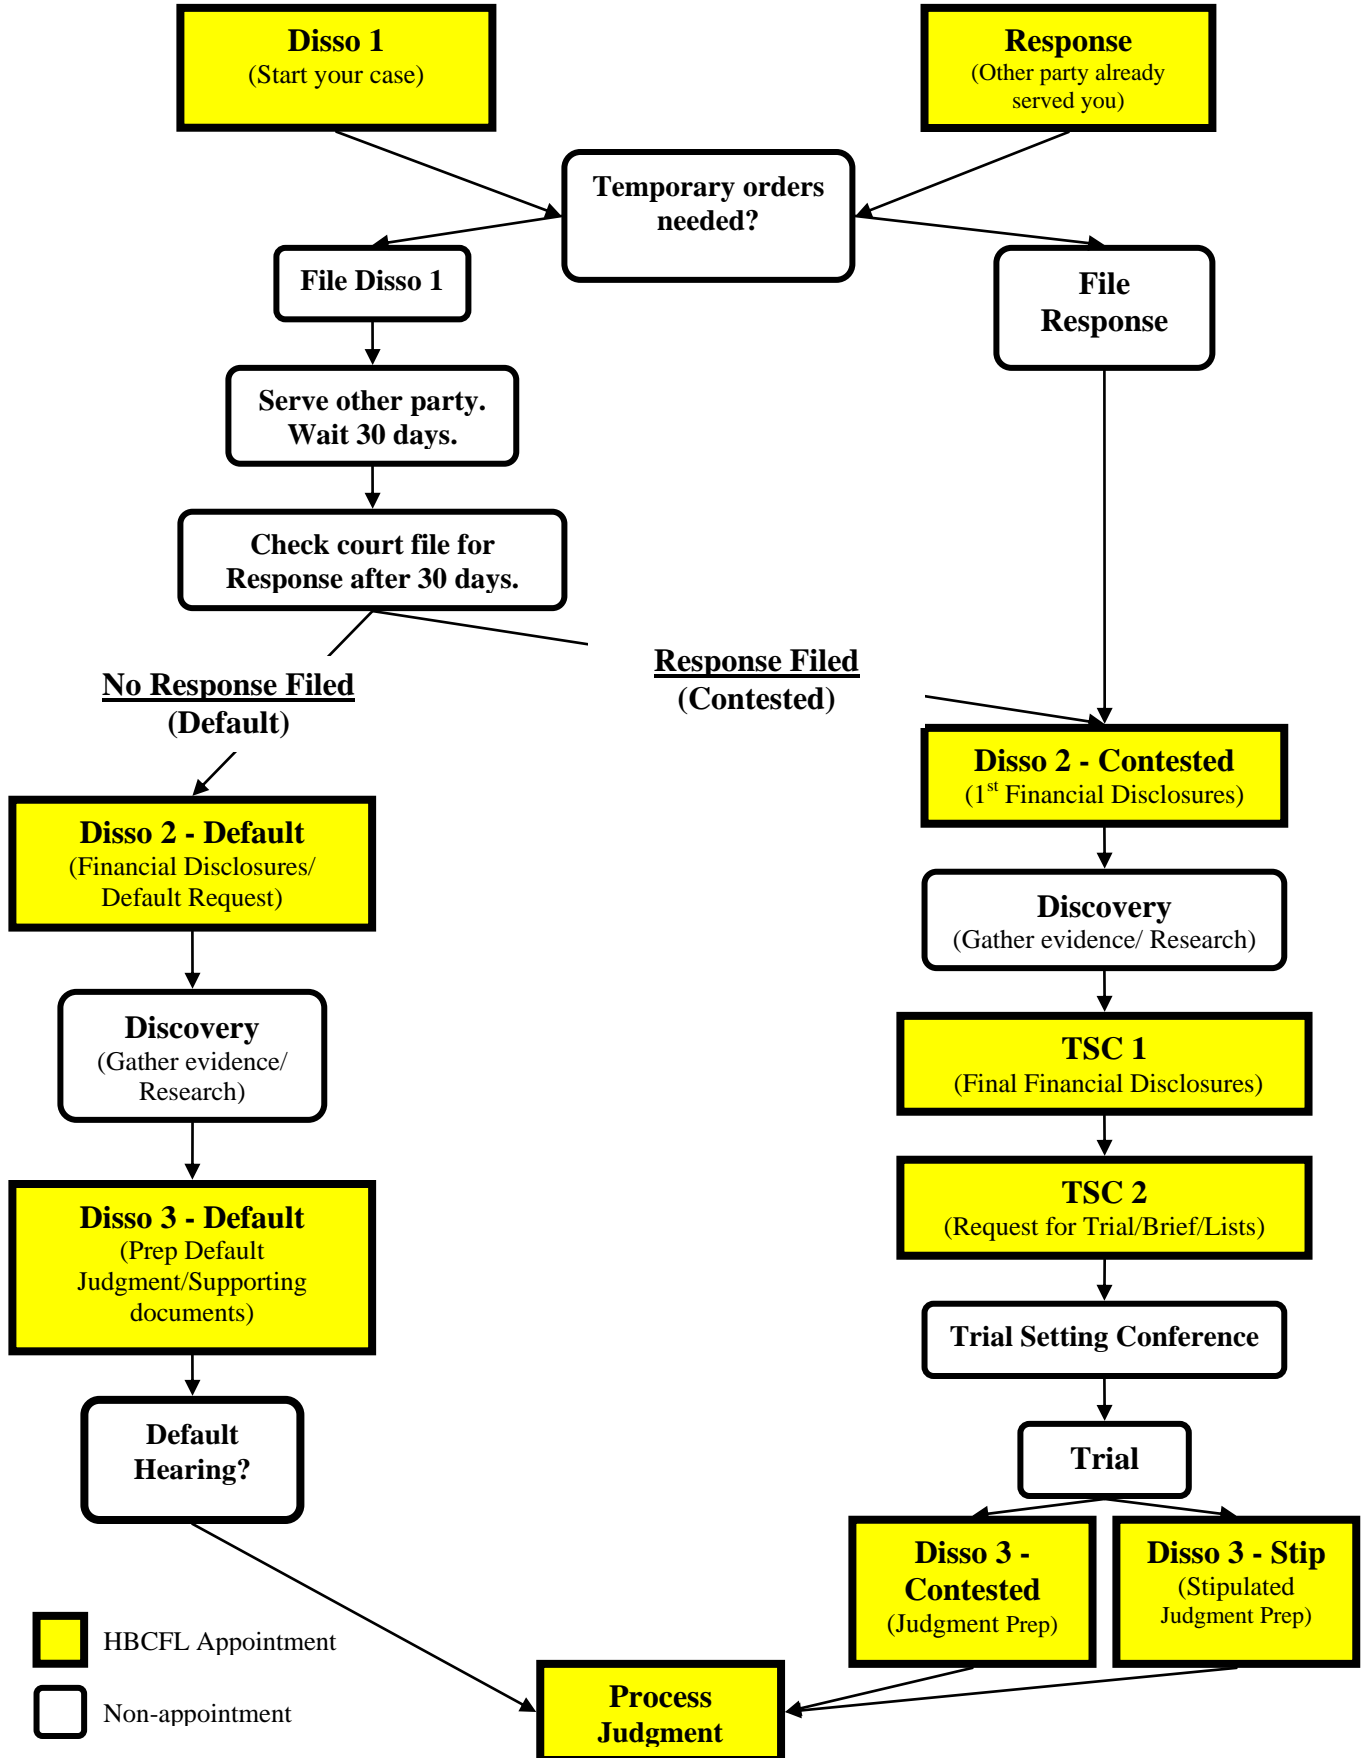 Disso 1
(Start your case)
Response
(Other party already
served you)
Temporary orders
needed?
File Disso 1
File
Response
Serve other party.
Wait 30 days.
Check court file for
Response after 30 days.
No Response Filed
(Default)
Response Filed
(Contested)
Disso 2 - Contested
(1st Financial Disclosures)
Disso 2 - Default
(Financial Disclosures/
Default Request)
Discovery
(Gather evidence/ Research)
Discovery
(Gather evidence/
Research)
TSC 1
(Final Financial Disclosures)
TSC 2
(Request for Trial/Brief/Lists)
Disso 3 - Default
(Prep Default
Judgment/Supporting
documents)
Trial Setting Conference
Default
Hearing?
Trial
Disso 3 -
Contested
(Judgment Prep)
Disso 3 - Stip
(Stipulated
Judgment Prep)
HBCFL Appointment
Non-appointment
Process
Judgment